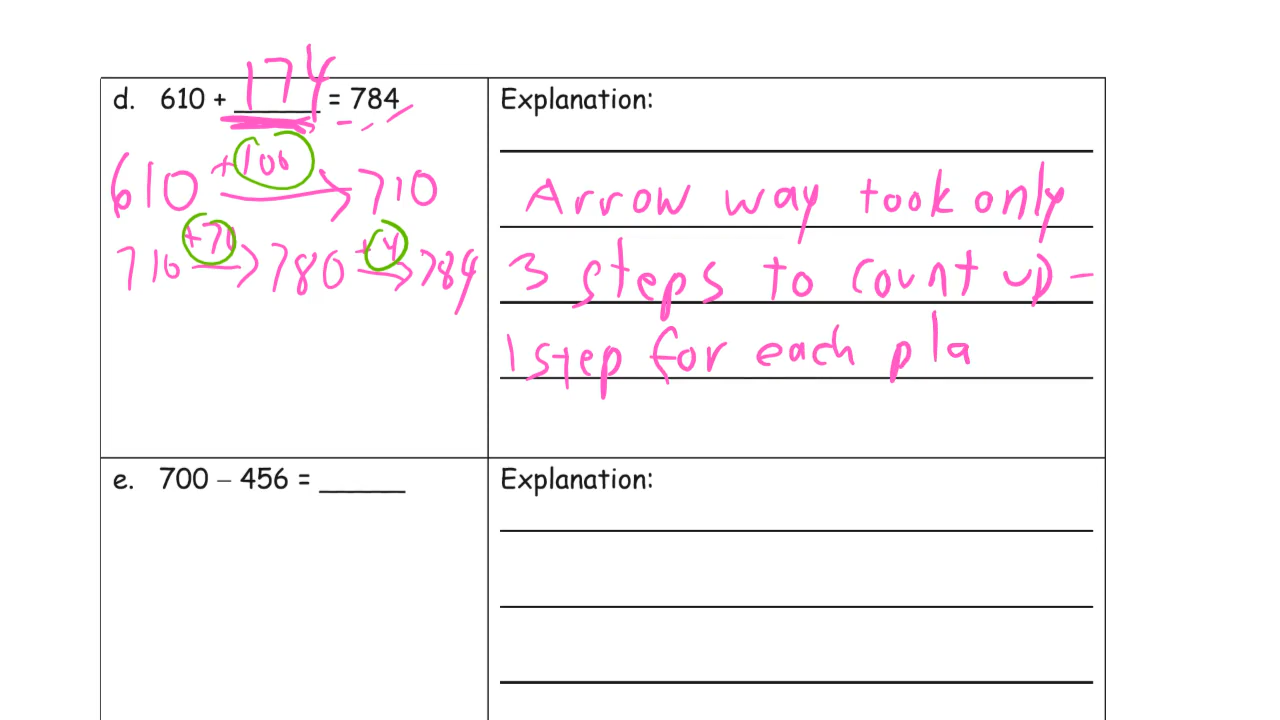 174
d. 610 + ______ = 784
+100
610 → 710
+70 +4
710 → 780 → 784
Explanation:
Arrow way took only
3 steps to count up -
1 step for each pla
e. 700 – 456 = ______
Explanation: